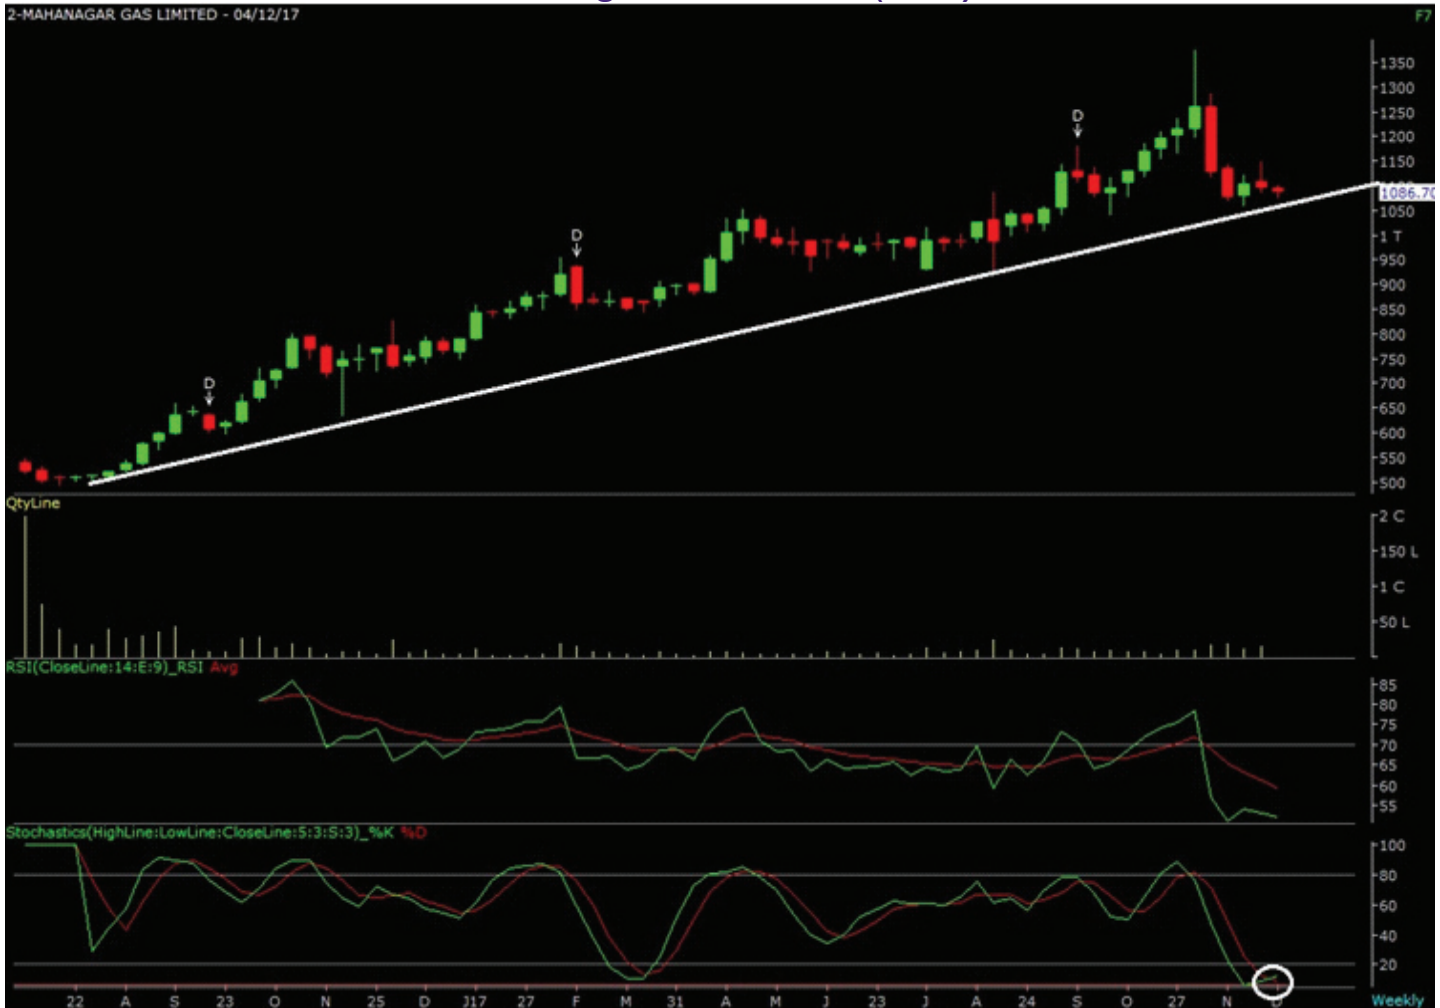 2-MAHANAGAR GAS LIMITED - 04/12/17
F7
1350
1300
1250
1200
1150
1086.70
1050
1 T
950
900
850
800
750
700
650
600
550
500
D
D
D
QtyLine
2 C
150 L
1 C
50 L
RSI(CloseLine:14:E:9)_RSI Avg
85
80
75
70
65
60
55
Stochastics(HighLine:LowLine:CloseLine:5:3:S:3)_%K %D
100
80
60
40
20
22 A S 23 O N 25 D J17 27 F M 31 A M J 23 J A 24 S O 27 N D
Weekly